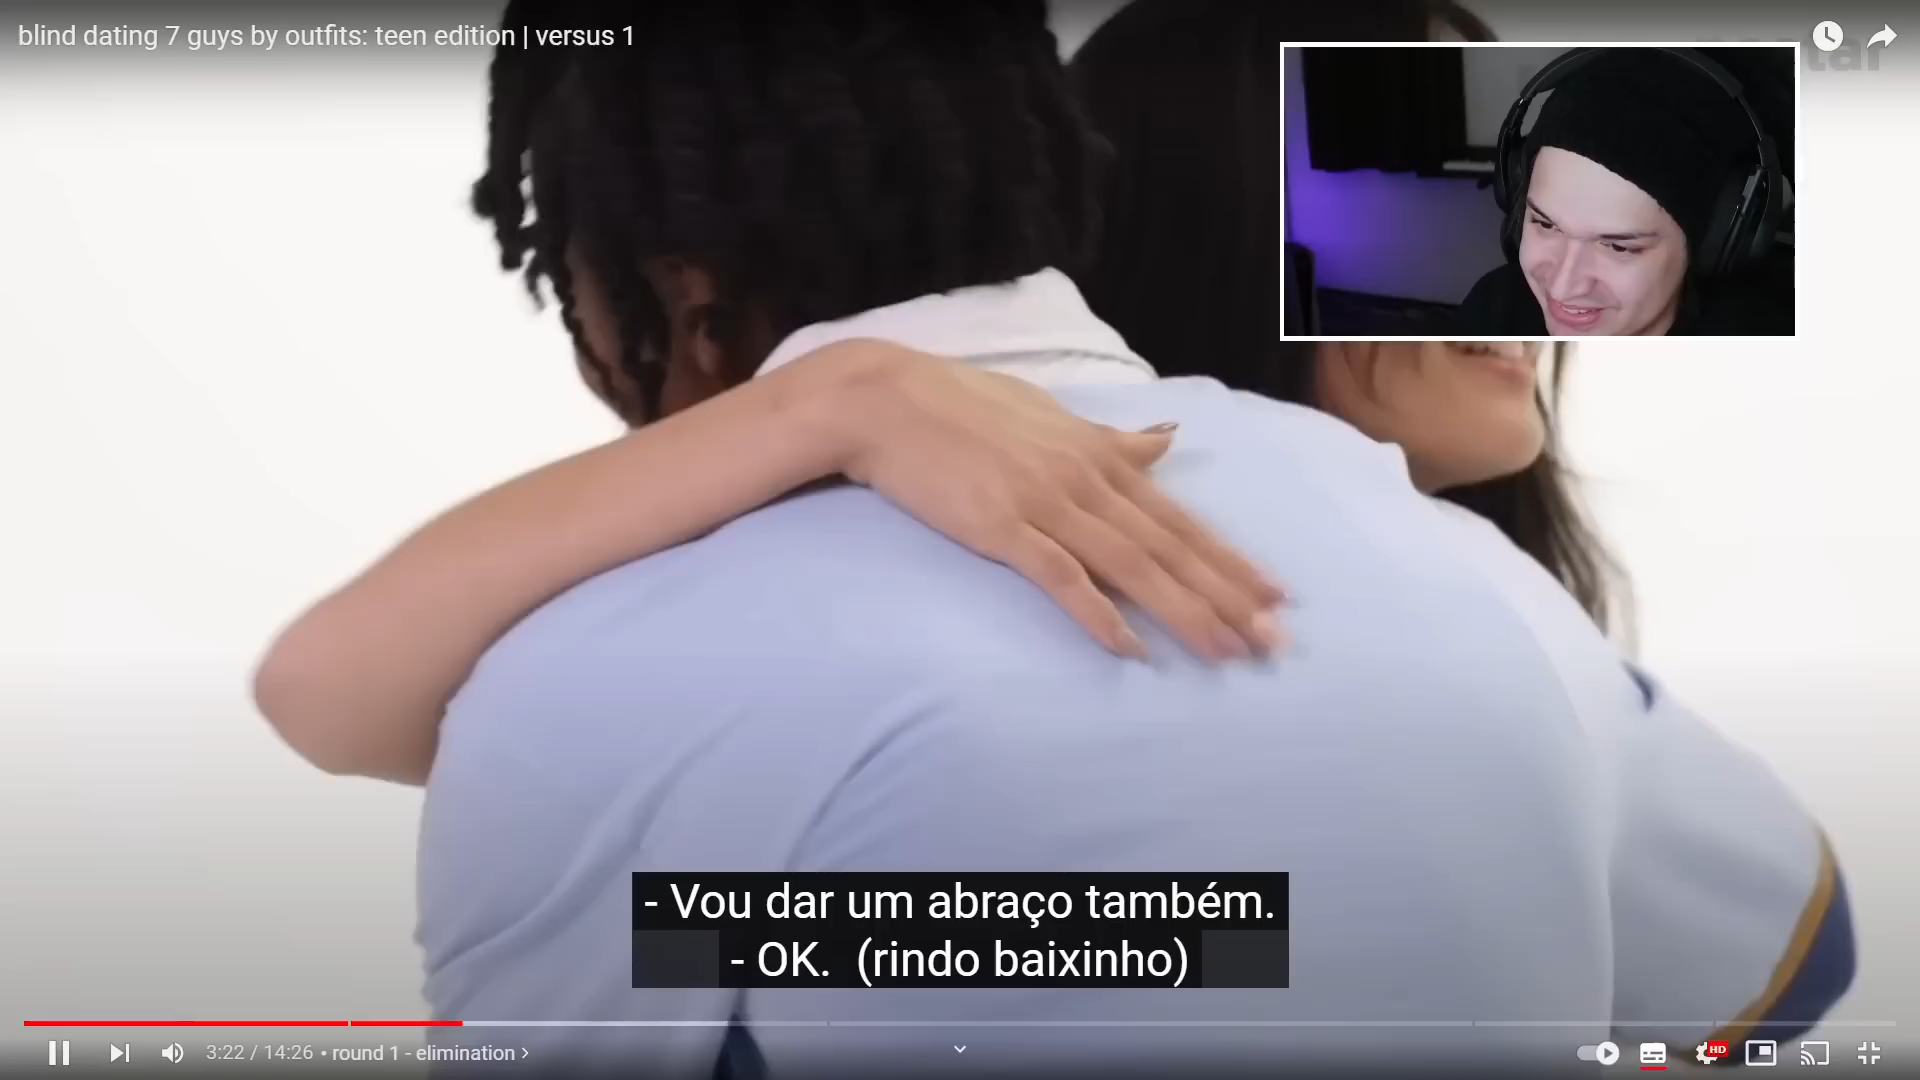 blind dating 7 guys by outfits: teen edition | versus 1
- Vou dar um abraço também.
- OK. (rindo baixinho)
3:22 / 14:26 • round 1 - elimination ›
HD